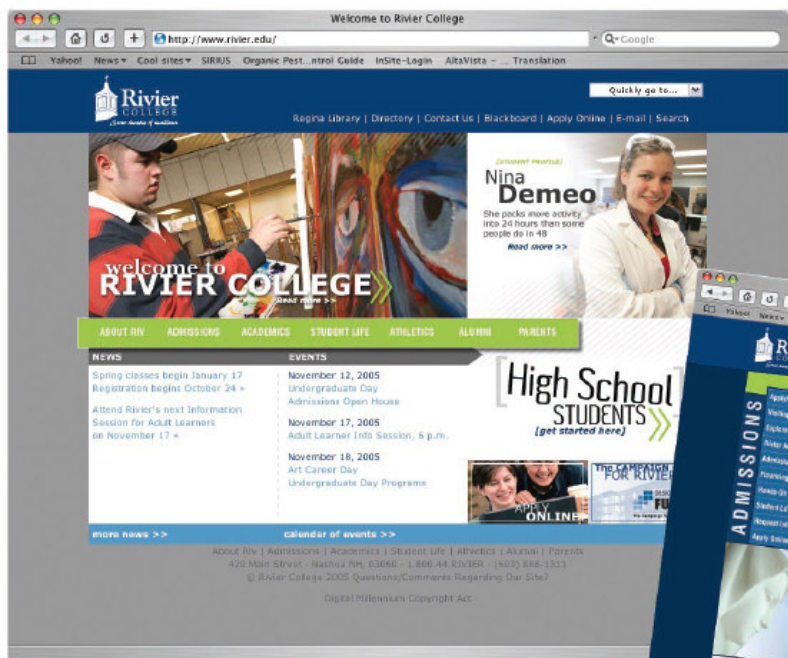 Welcome to Rivier College
http://www.rivier.edu/
Google
Yahoo! News Cool sites SIRIUS Organic Pest...ntrol Guide InSite-Login AltaVista - ... Translation
Rivier
COLLEGE
Quickly go to...
Regina Library | Directory | Contact Us | Blackboard | Apply Online | E-mail | Search
[STUDENT PROFILE]
Nina
Demeo
She packs more activity
into 24 hours than some
people do in 48
Read more >>
welcome to
RIVIER COLLEGE
Read more >>
ABOUT RIV ADMISSIONS ACADEMICS STUDENT LIFE ATHLETICS ALUMNI PARENTS
NEWS
Spring classes begin January 17
Registration begins October 24 »
Attend Rivier's next Information
Session for Adult Learners
on November 17 »
more news >>
EVENTS
November 12, 2005
Undergraduate Day
Admissions Open House
November 17, 2005
Adult Learner Info Session, 6 p.m.
November 18, 2005
Art Career Day
Undergraduate Day Programs
calendar of events >>
[High School]
STUDENTS
[get started here]
APPLY
ONLINE
The CAMPAIGN
FOR RIVIE
FU
About Riv | Admissions | Academics | Student Life | Athletics | Alumni | Parents
420 Main Street - Nashua NH, 03060 - 1.800.44.RIVIER - (603) 888-1311
© Rivier College 2005 Questions/Comments Regarding Our Site?
Digital Millennium Copyright Act
Yahoo! News
R
ADMISSIONS
Student Li
Apply Online